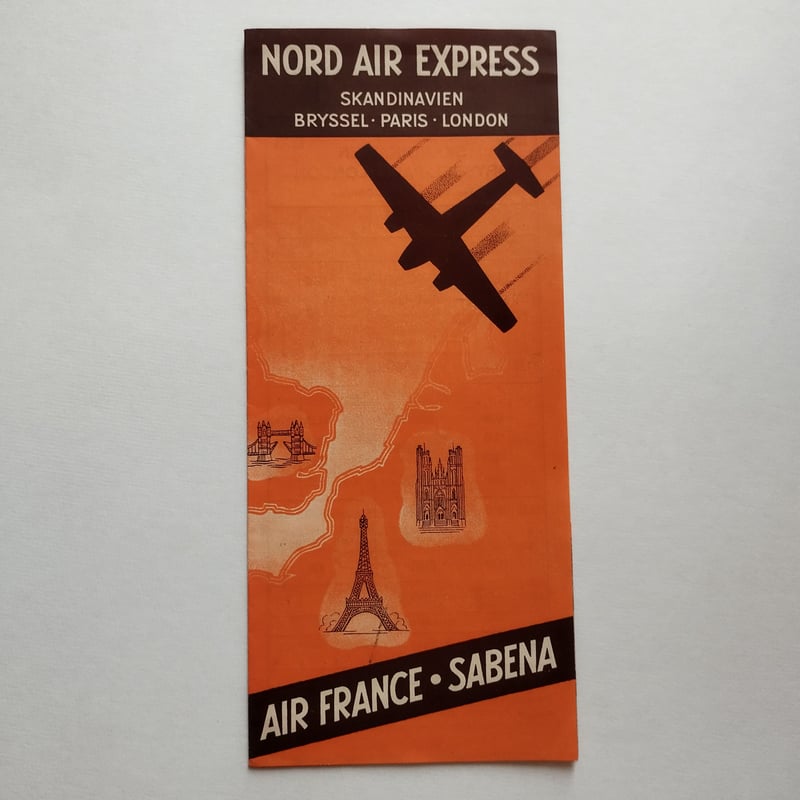 NORD AIR EXPRESS
SKANDINAVIEN
BRYSSEL · PARIS · LONDON
AIR FRANCE • SABENA